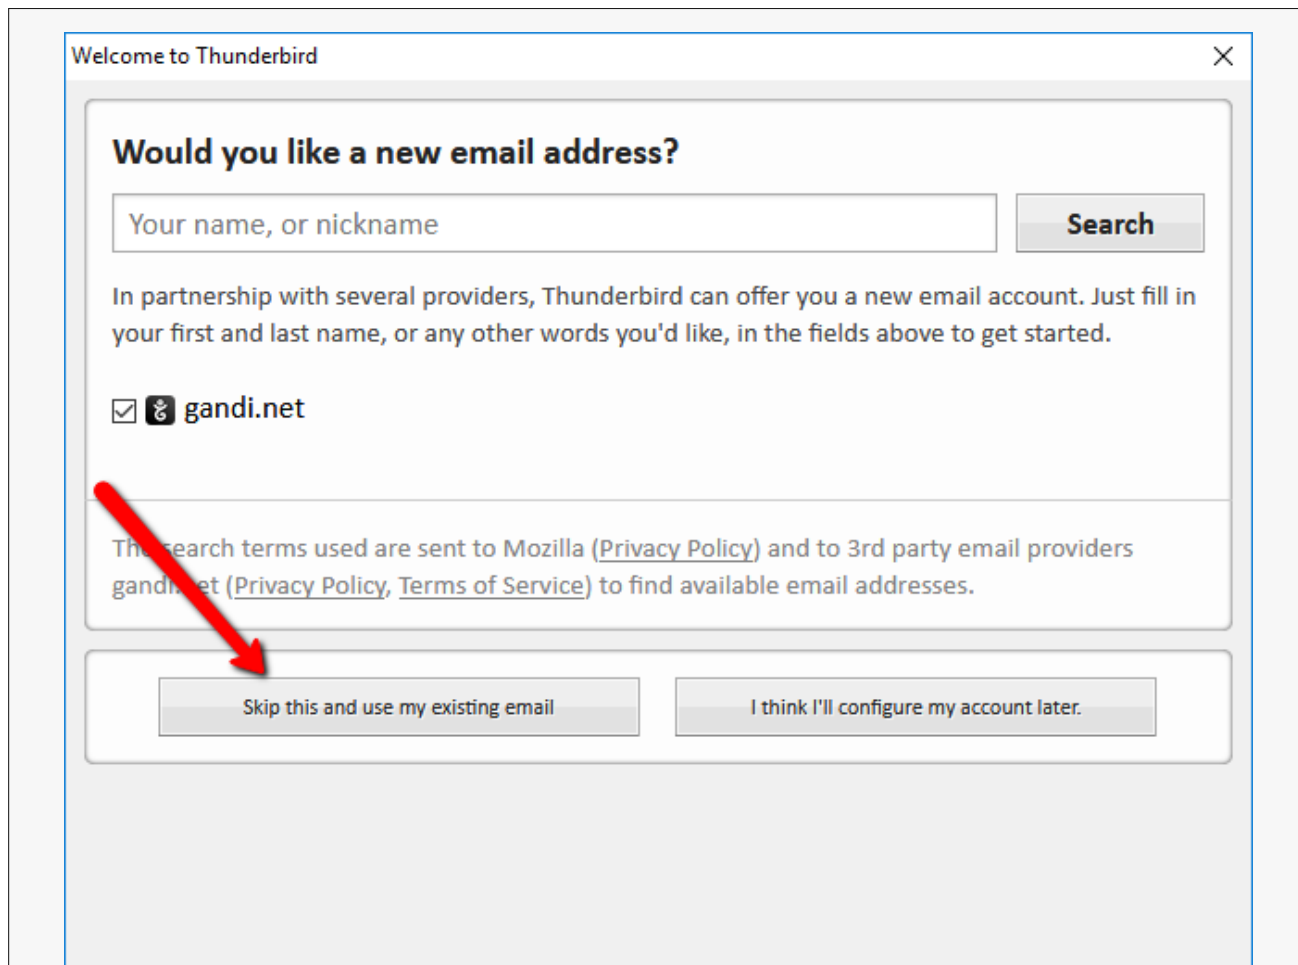 Welcome to Thunderbird
Would you like a new email address?
Your name, or nickname
Search
In partnership with several providers, Thunderbird can offer you a new email account. Just fill in
your first and last name, or any other words you'd like, in the fields above to get started.
gandi.net
The search terms used are sent to Mozilla (Privacy Policy) and to 3rd party email providers
gandi.net (Privacy Policy, Terms of Service) to find available email addresses.
Skip this and use my existing email
I think I'll configure my account later.